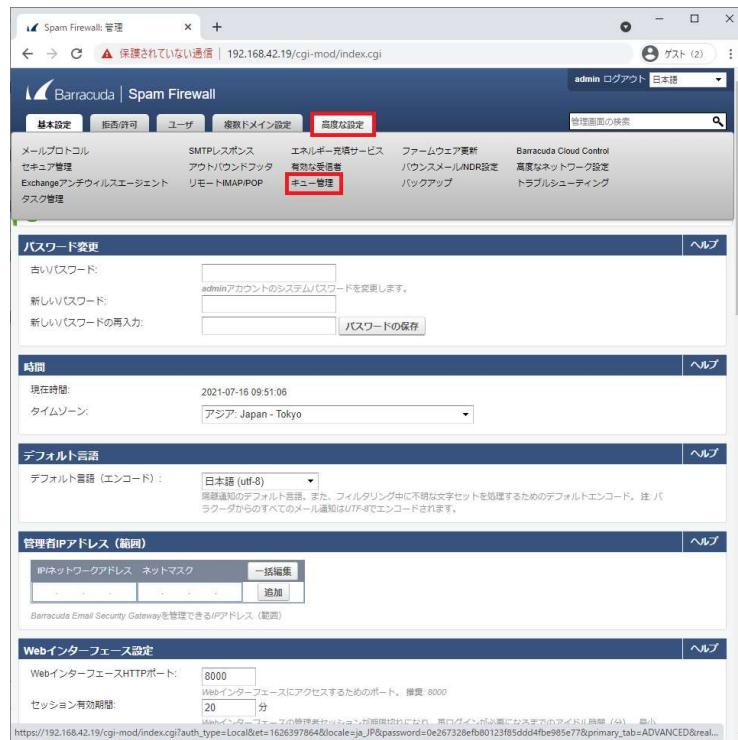 Spam Firewall: 管理
保護されていない通信 | 192.168.42.19/cgi-mod/index.cgi
ゲスト (2)
admin ログアウト 日本語
Barracuda | Spam Firewall
基本設定 拒否/許可 ユーザ 複数ドメイン設定 高度な設定
管理画面の検索
メールプロトコル SMTPレスポンス エネルギー充填サービス ファームウェア更新 Barracuda Cloud Control
セキュア管理 アウトバウンドフッタ 有効な受信者 バウンスメール/NDR設定 高度なネットワーク設定
Exchangeアンチウィルスエージェント リモートIMAP/POP キュー管理 バックアップ トラブルシューティング
タスク管理
パスワード変更 ヘルプ
古いパスワード:
adminアカウントのシステムパスワードを変更します。
新しいパスワード:
新しいパスワードの再入力: パスワードの保存
時間 ヘルプ
現在時間: 2021-07-16 09:51:06
タイムゾーン: アジア: Japan - Tokyo
デフォルト言語 ヘルプ
デフォルト言語（エンコード）: 日本語 (utf-8)
隔離通知のデフォルト言語。また、フィルタリング中に不明な文字セットを処理するためのデフォルトエンコード。 注: バ
ラクーダからのすべてのメール通知はUTF-8でエンコードされます。
管理者IPアドレス（範囲） ヘルプ
IP/ネットワークアドレス ネットマスク 一括編集
追加
Barracuda Email Security Gatewayを管理できるIPアドレス（範囲）
Webインターフェース設定 ヘルプ
WebインターフェースHTTPポート: 8000
Webインターフェースにアクセスするためのポート。 推奨: 8000
セッション有効期間: 20 分
https://192.168.42.19/cgi-mod/index.cgi?auth_type=Local&et=1626397864&locale=ja_JP&password=0e267328efb80123f85ddd4fbe985e77&primary_tab=ADVANCED&real...